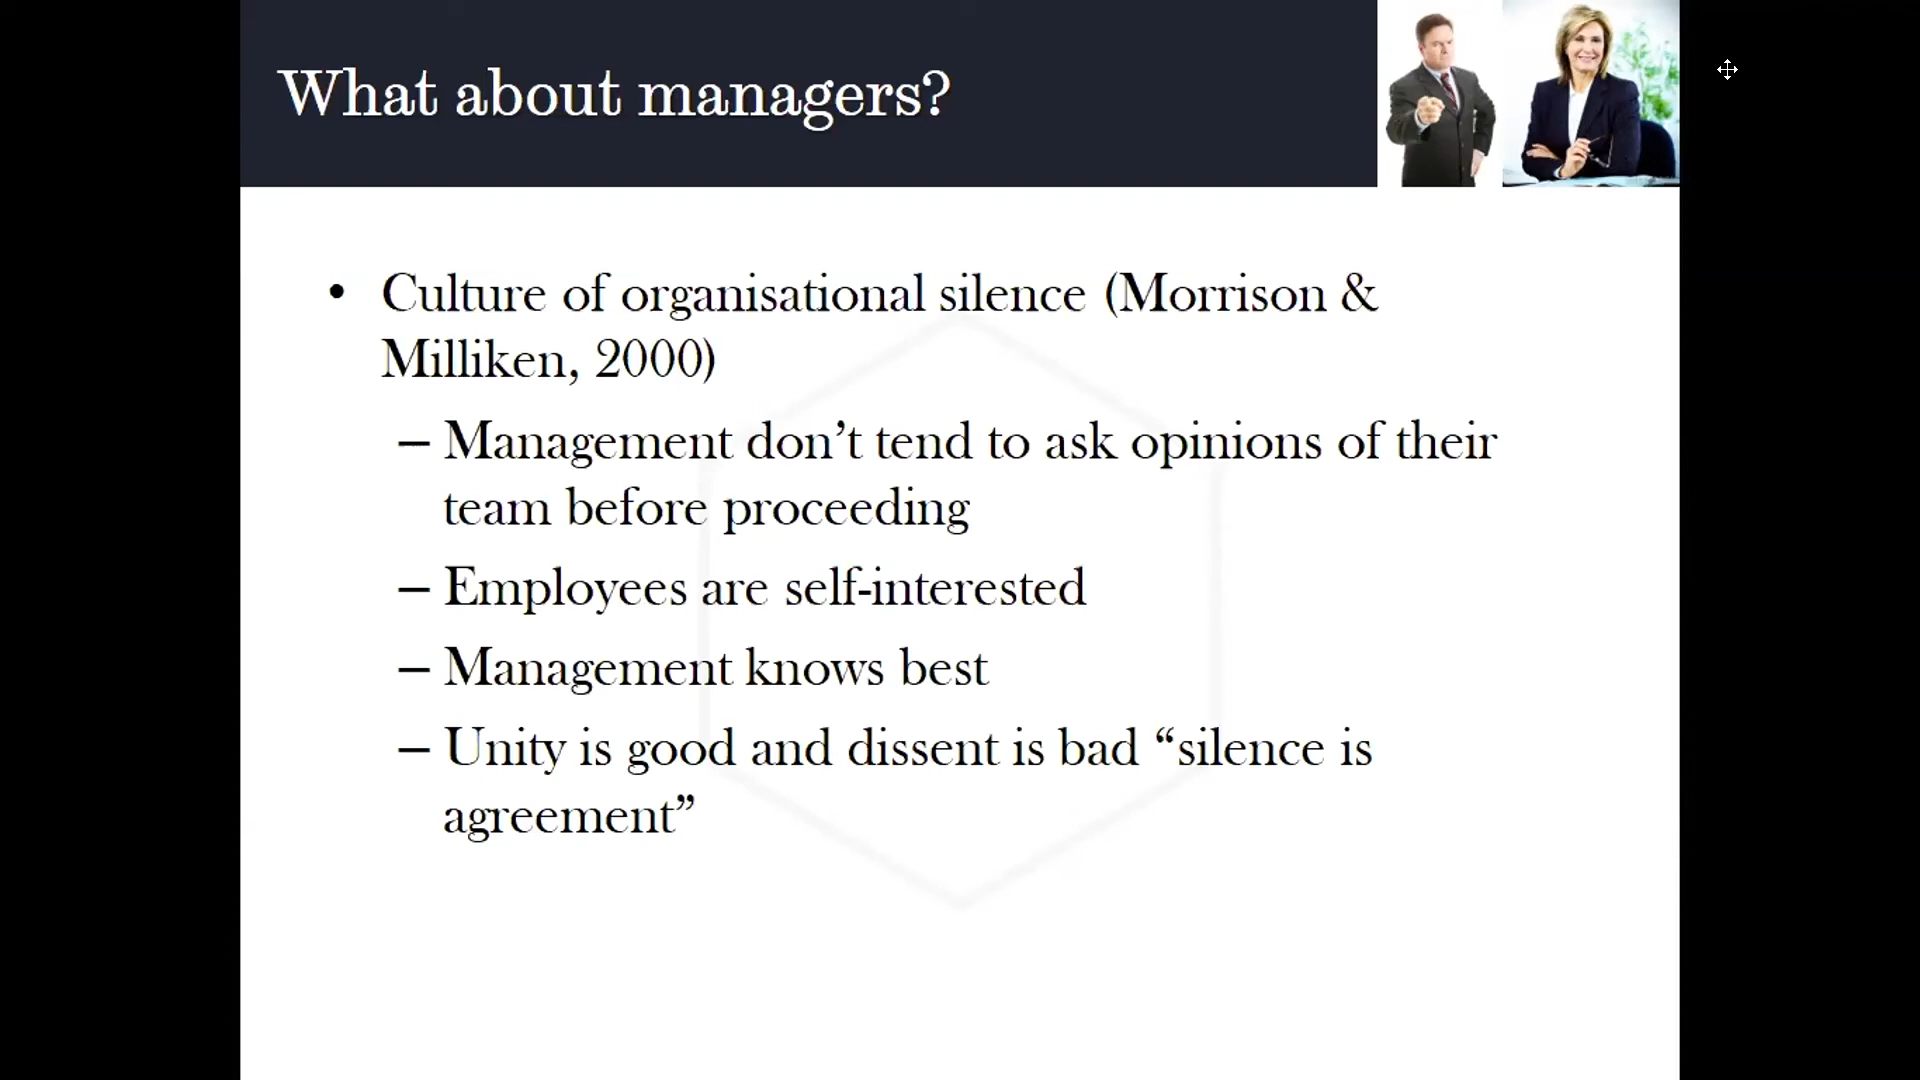 What about managers?
• Culture of organisational silence (Morrison &
Milliken, 2000)
– Management don’t tend to ask opinions of their
team before proceeding
– Employees are self-interested
– Management knows best
– Unity is good and dissent is bad “silence is
agreement”